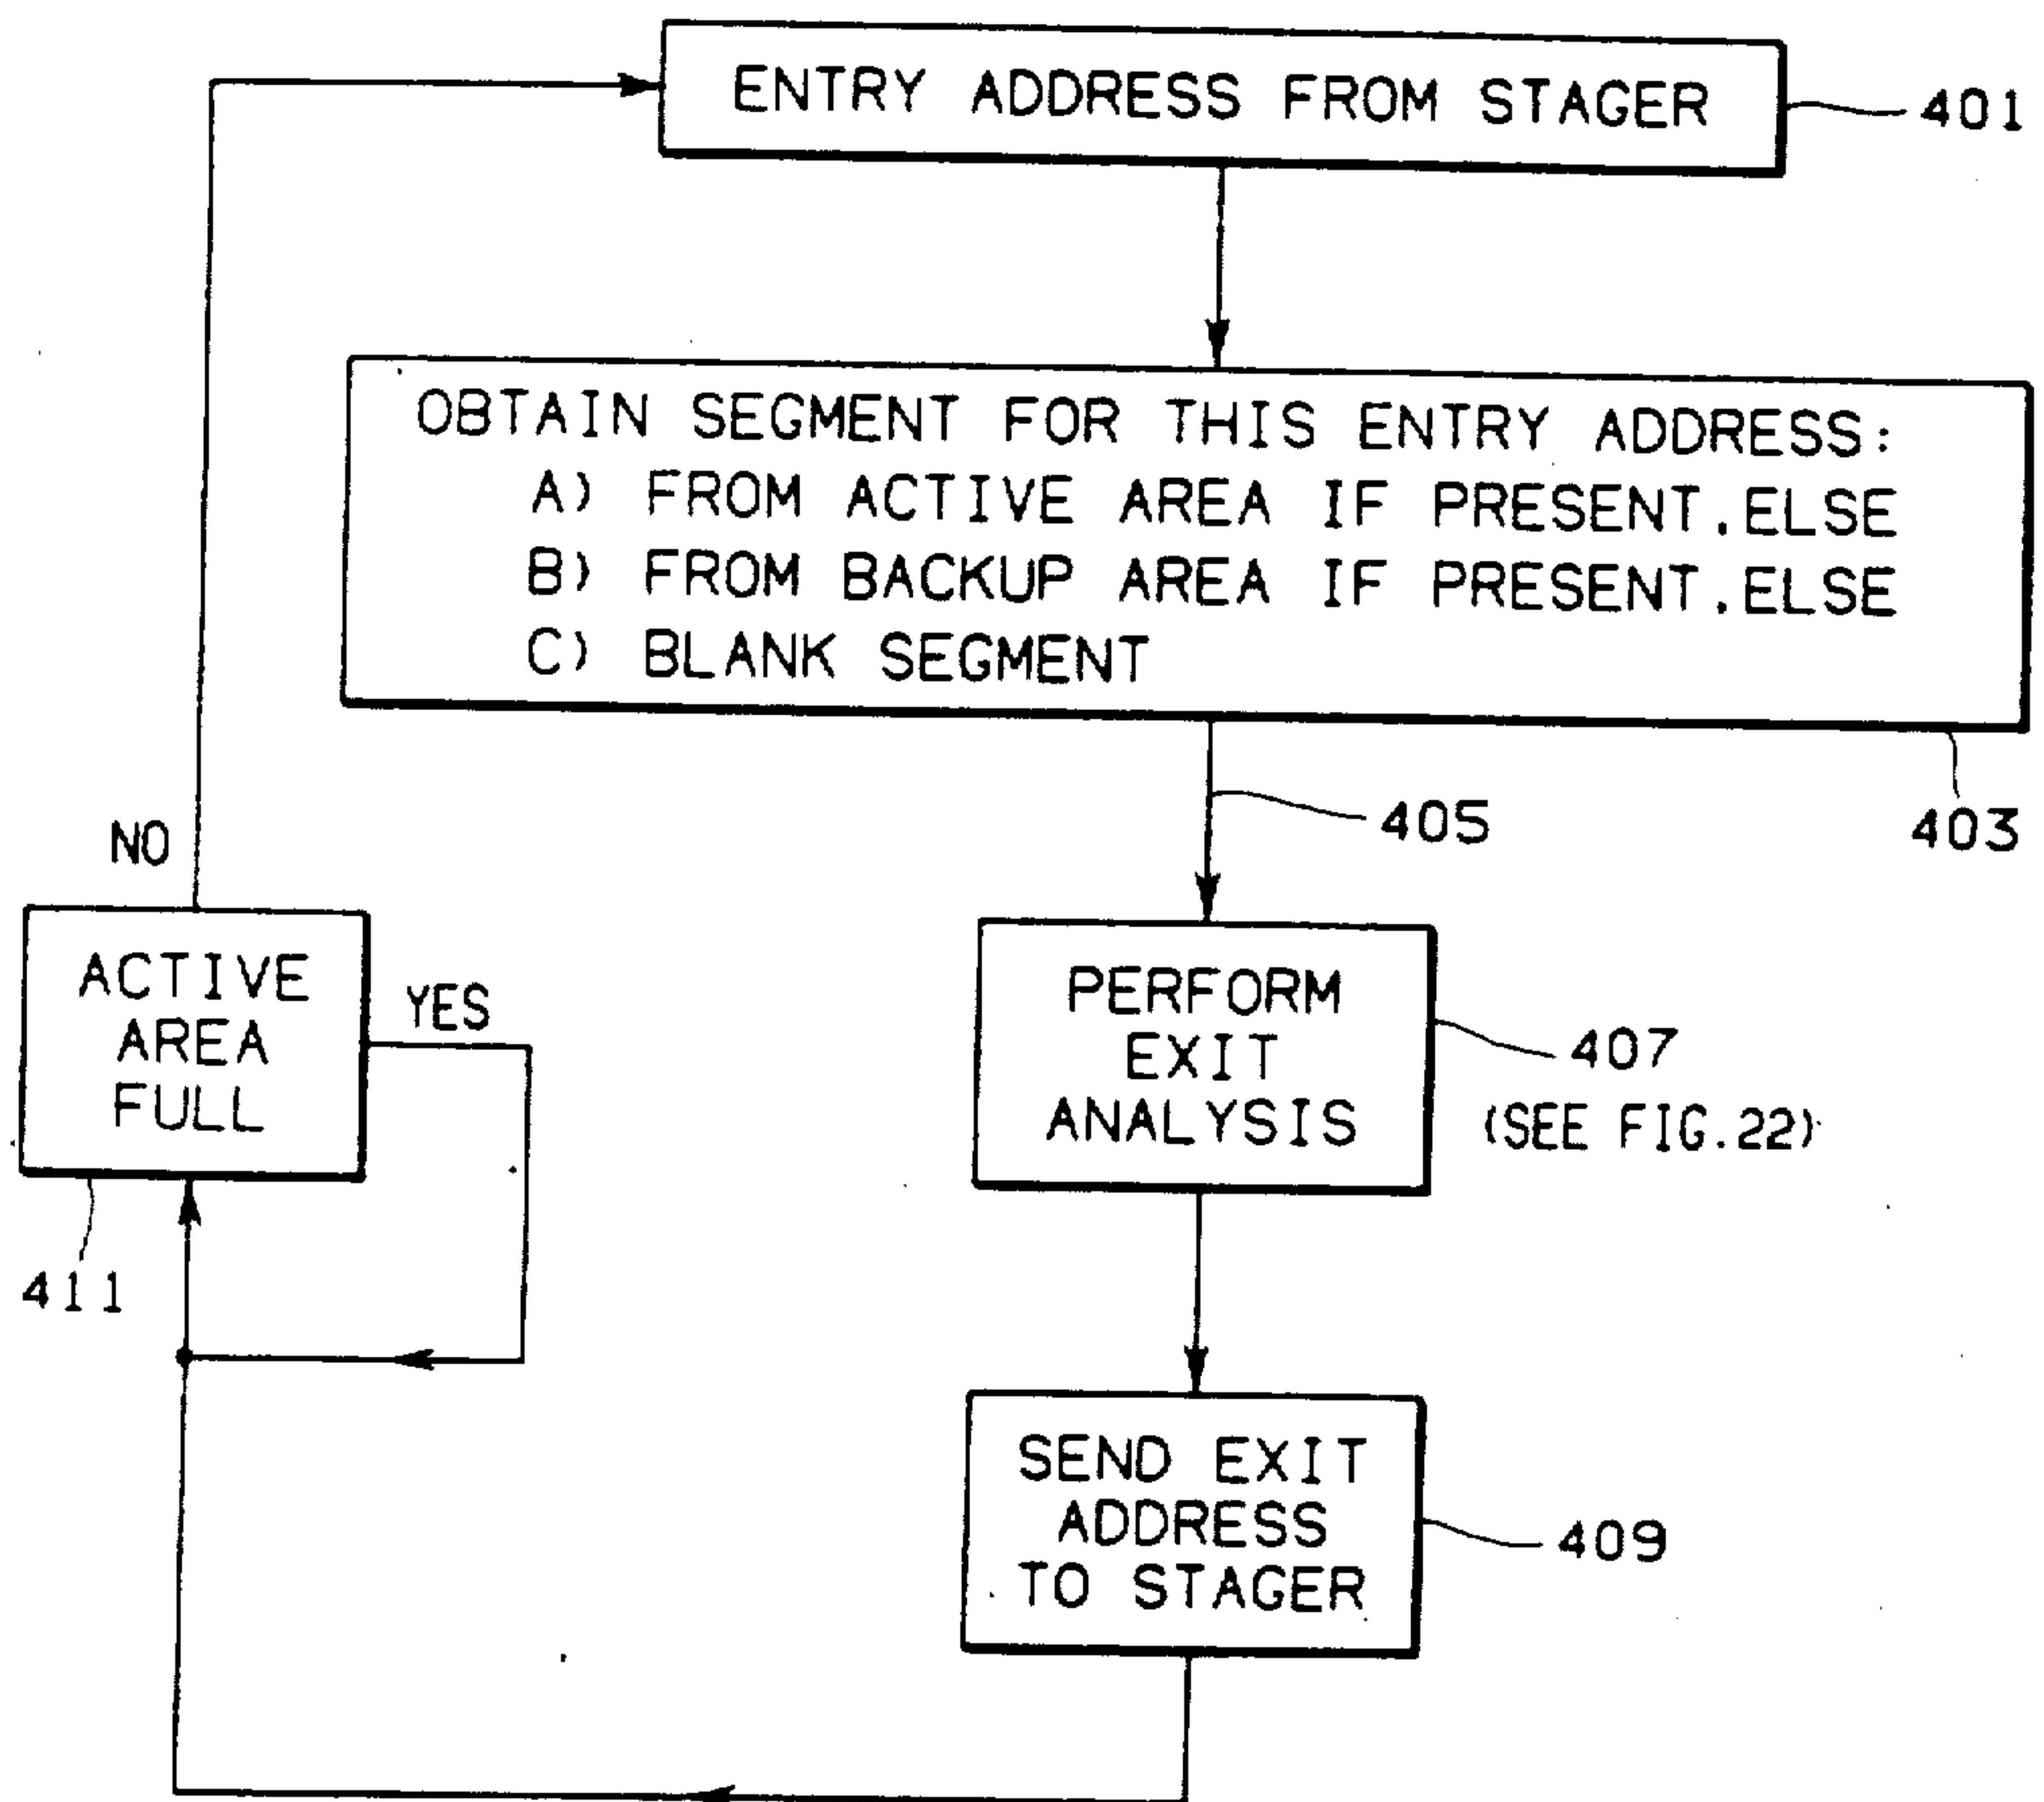 ENTRY ADDRESS FROM STAGER
401
OBTAIN SEGMENT FOR THIS ENTRY ADDRESS:
A) FROM ACTIVE AREA IF PRESENT.ELSE
B) FROM BACKUP AREA IF PRESENT.ELSE
C) BLANK SEGMENT
403
405
NO
ACTIVE
AREA
FULL
YES
411
PERFORM
EXIT
ANALYSIS
407
(SEE FIG.22)
SEND EXIT
ADDRESS
TO STAGER
409